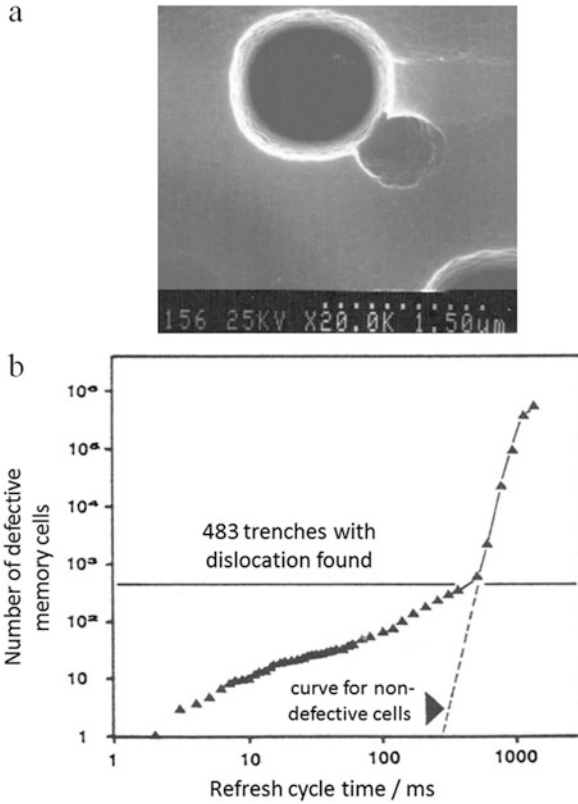 a
156 25KV X20.0K 1.50µm
b
10⁶
10⁵
10⁴
10³
10²
10
1
Number of defective
memory cells
483 trenches with
dislocation found
curve for non-
defective cells
1
10
100
1000
Refresh cycle time / ms